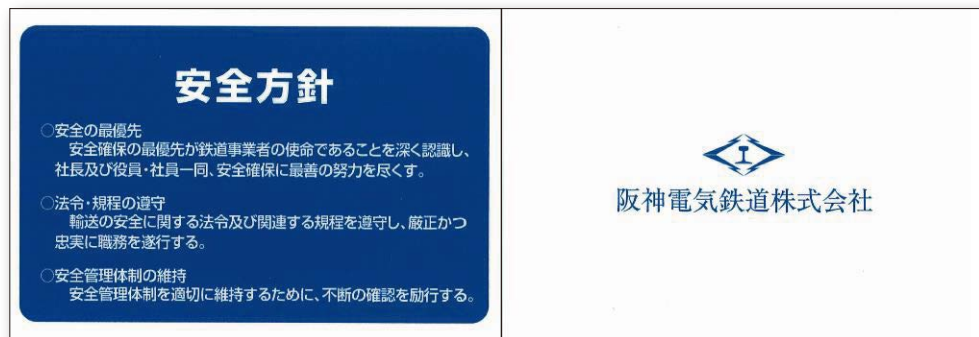 安全方針
○安全の最優先
安全確保の最優先が鉄道事業者の使命であることを深く認識し、
社長及び役員・社員一同、安全確保に最善の努力を尽くす。
○法令・規程の遵守
輸送の安全に関する法令及び関連する規程を遵守し、厳正かつ
忠実に職務を遂行する。
○安全管理体制の維持
安全管理体制を適切に維持するために、不断の確認を励行する。
阪神電気鉄道株式会社